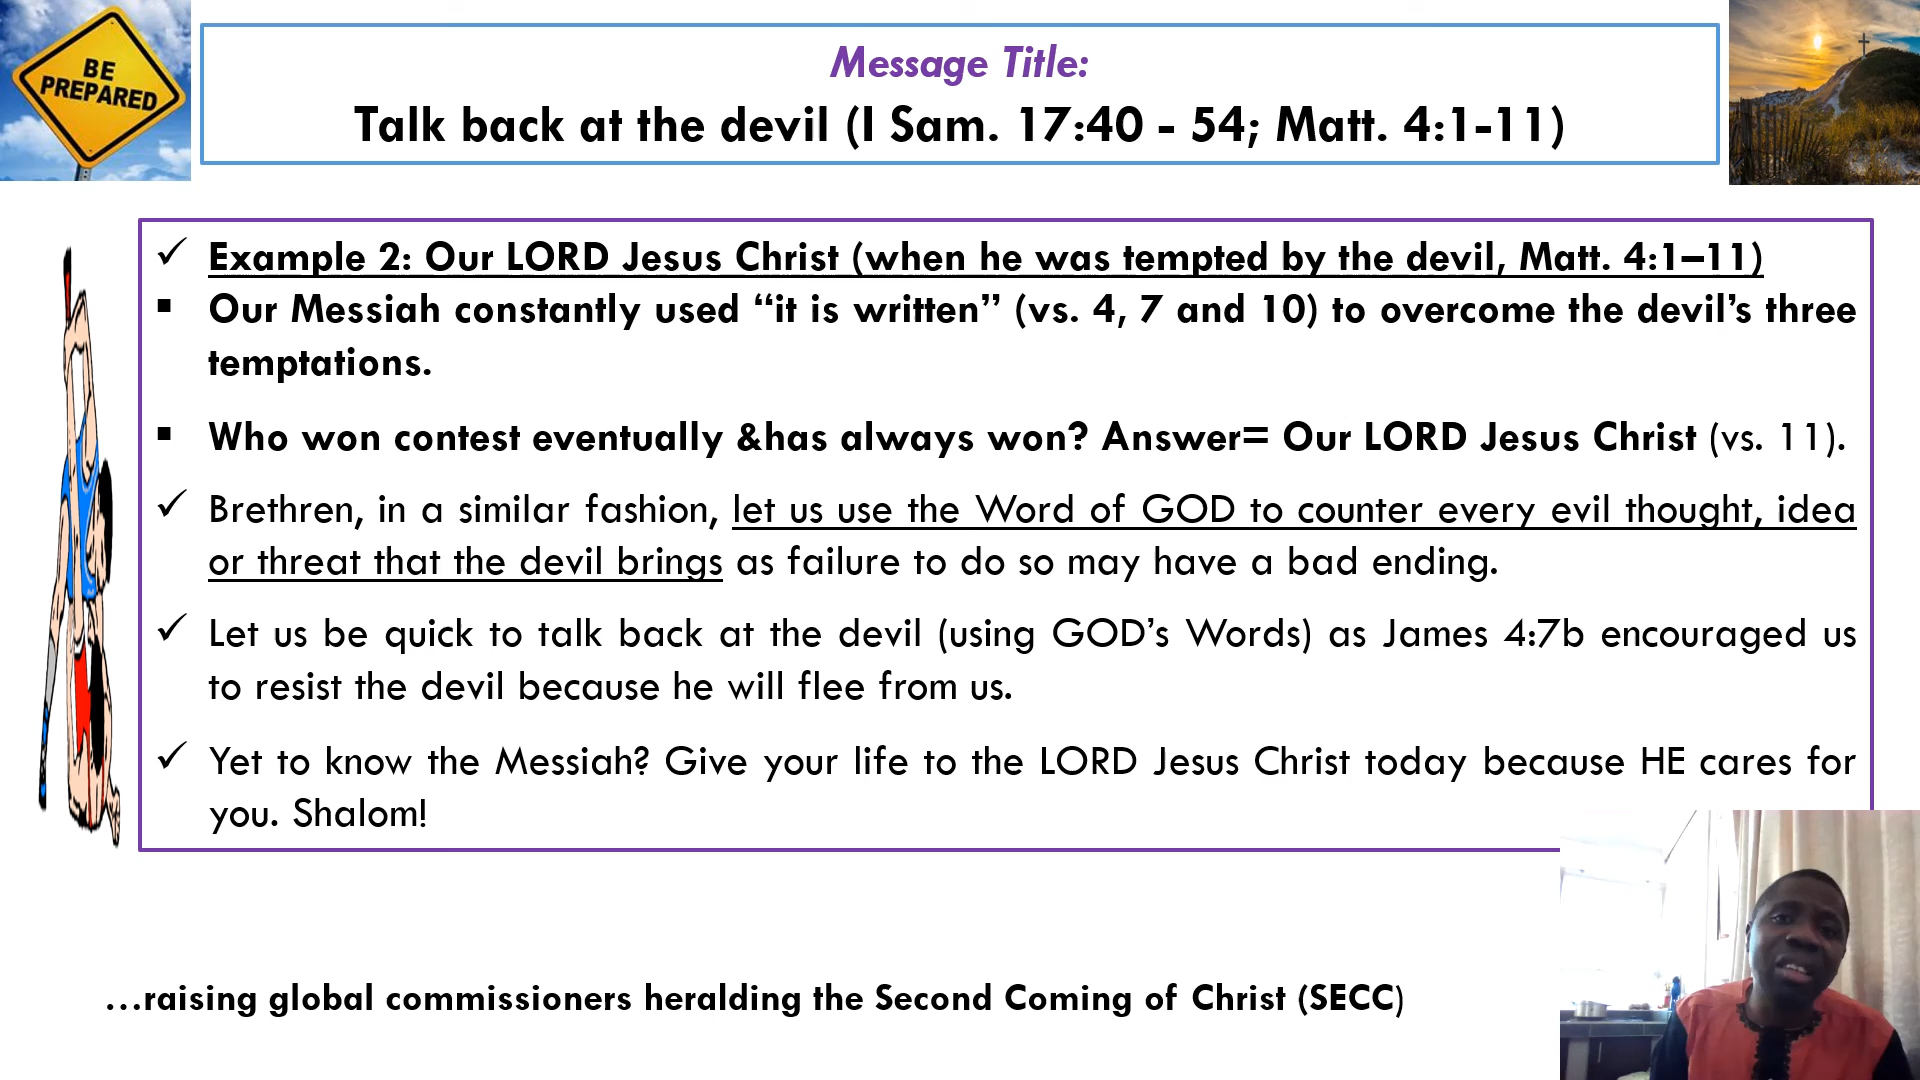 BE
PREPARED
Message Title:
Talk back at the devil (I Sam. 17:40 - 54; Matt. 4:1-11)
✓ Example 2: Our LORD Jesus Christ (when he was tempted by the devil, Matt. 4:1–11)
▪ Our Messiah constantly used “it is written” (vs. 4, 7 and 10) to overcome the devil’s three
temptations.
▪ Who won contest eventually &has always won? Answer= Our LORD Jesus Christ (vs. 11).
✓ Brethren, in a similar fashion, let us use the Word of GOD to counter every evil thought, idea
or threat that the devil brings as failure to do so may have a bad ending.
✓ Let us be quick to talk back at the devil (using GOD’s Words) as James 4:7b encouraged us
to resist the devil because he will flee from us.
✓ Yet to know the Messiah? Give your life to the LORD Jesus Christ today because HE cares for
you. Shalom!
…raising global commissioners heralding the Second Coming of Christ (SECC)